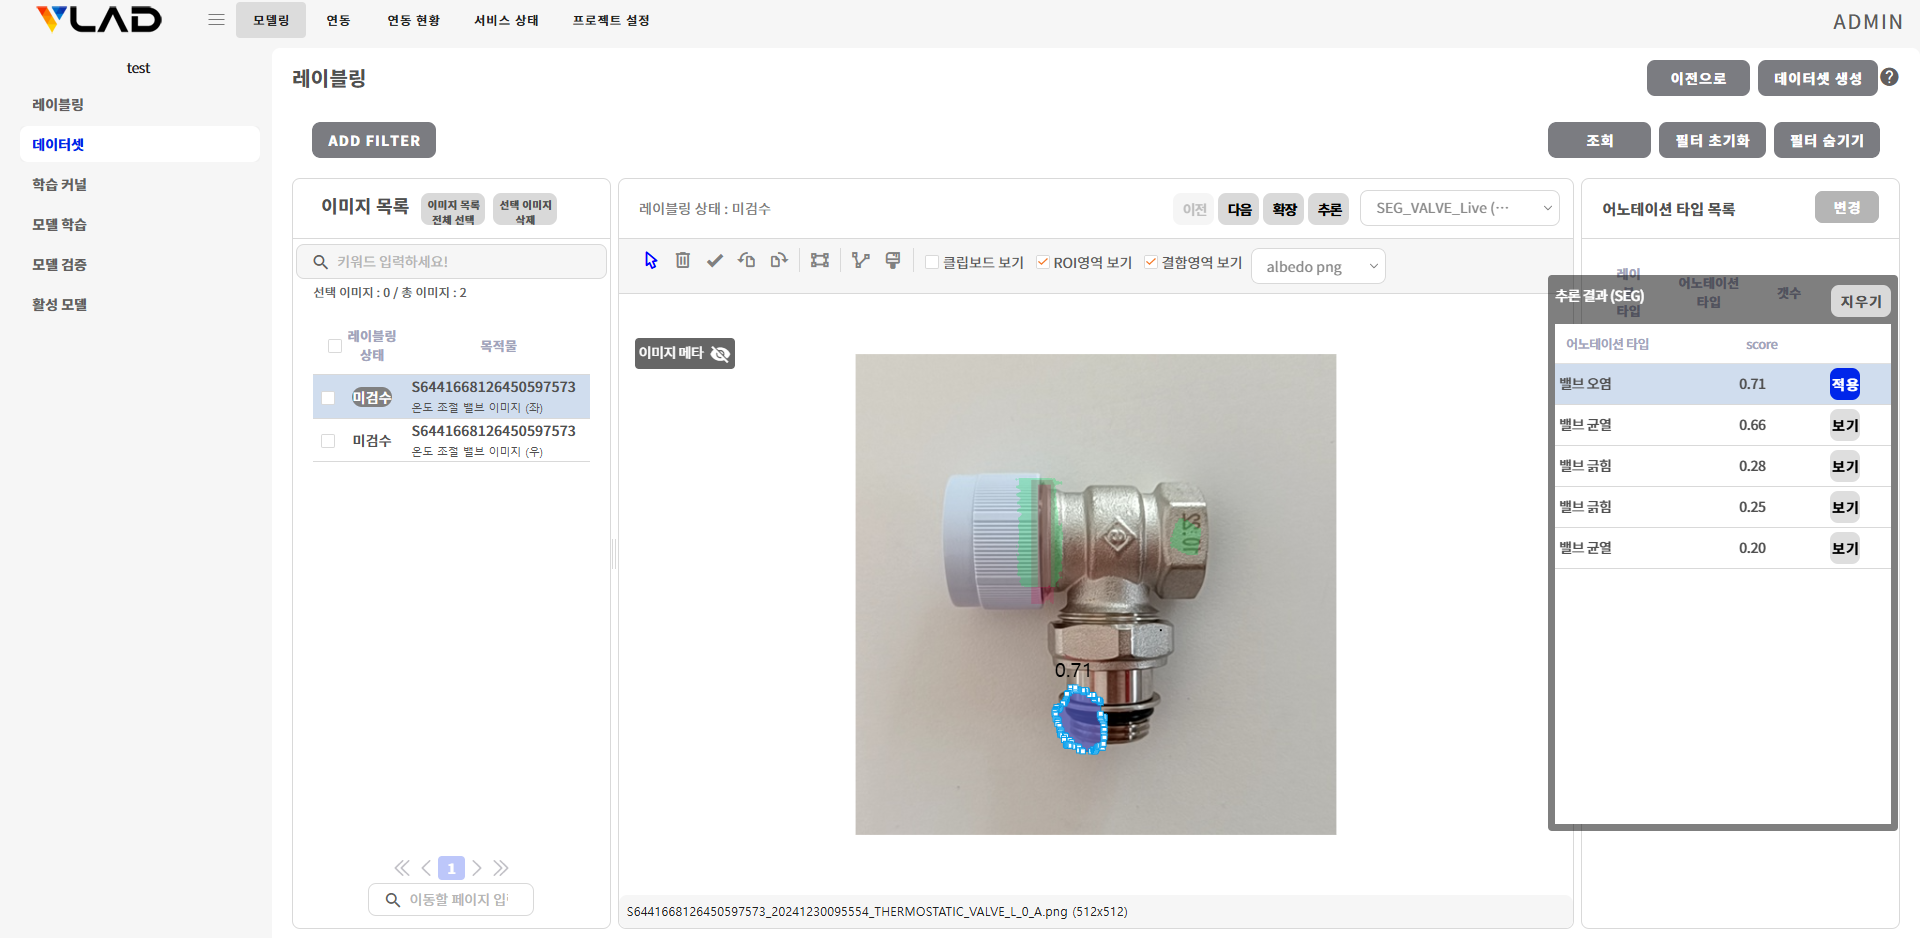 VLAD
모델링
연동
연동 현황
서비스 상태
프로젝트 설정
ADMIN
test
레이블링
데이터셋
학습 커널
모델 학습
모델 검증
활성 모델
레이블링
이전으로
데이터셋 생성
?
ADD FILTER
조회
필터 초기화
필터 숨기기
이미지 목록
이미지 목록
전체 선택
선택 이미지
삭제
키워드 입력하세요!
선택 이미지 : 0 / 총 이미지 : 2
레이블링
상태
목적물
미검수
S6441668126450597573
온도 조절 밸브 이미지 (좌)
미검수
S6441668126450597573
온도 조절 밸브 이미지 (우)
1
이동할 페이지 입
레이블링 상태 : 미검수
이전
다음
확장
추론
SEG_VALVE_Live (···
클립보드 보기
ROI영역 보기
결함영역 보기
albedo png
이미지 메타
10:22
0.71
S6441668126450597573_20241230095554_THERMOSTATIC_VALVE_L_0_A.png (512x512)
어노테이션 타입 목록
변경
레이
타입
어노테이션
타입
갯수
추론 결과 (SEG)
지우기
어노테이션 타입
score
밸브 오염
0.71
적용
밸브 균열
0.66
보기
밸브 긁힘
0.28
보기
밸브 긁힘
0.25
보기
밸브 균열
0.20
보기